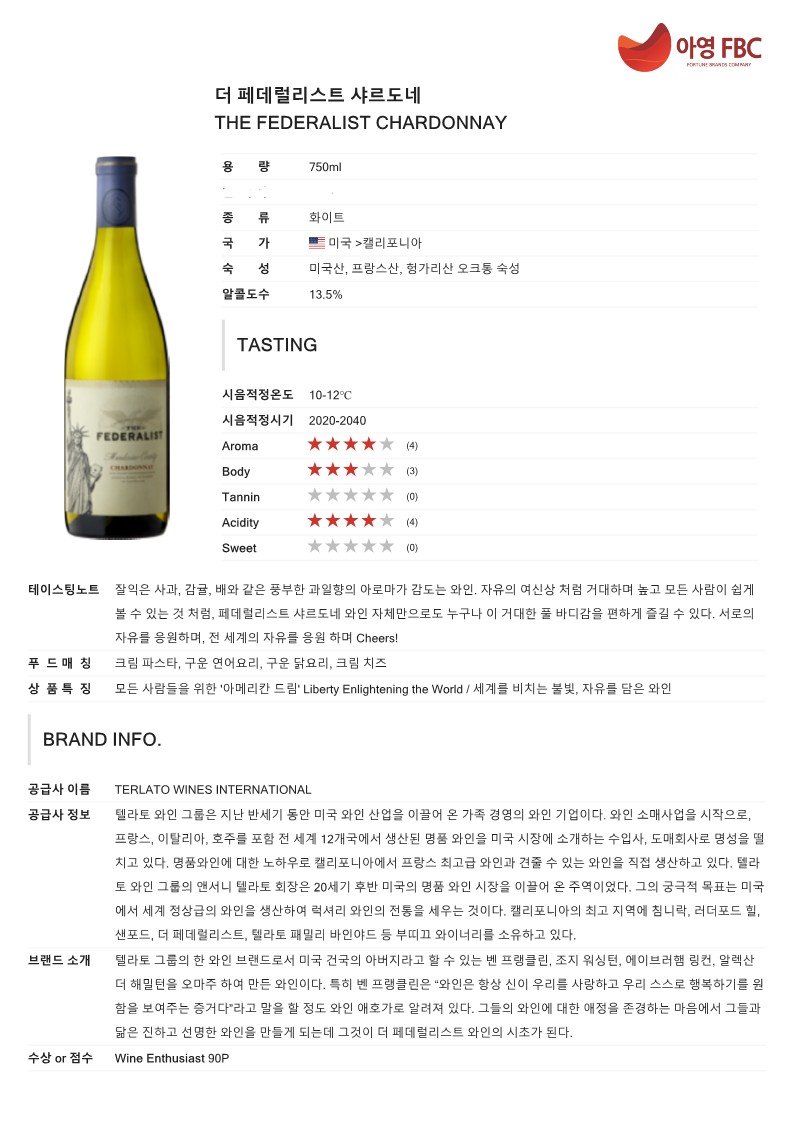 아영 FBC
FORTUNE BRANDS COMPANY
더 페데럴리스트 샤르도네
THE FEDERALIST CHARDONNAY
용 량 750ml
종 류 화이트
국 가 미국 >캘리포니아
숙 성 미국산, 프랑스산, 헝가리산 오크통 숙성
알콜도수 13.5%
TASTING
시음적정온도 10-12℃
시음적정시기 2020-2040
Aroma ★★★★★ (4)
Body ★★★★★ (3)
Tannin ★★★★★ (0)
Acidity ★★★★★ (4)
Sweet ★★★★★ (0)
THE
FEDERALIST
Mendocino County
CHARDONNAY
테이스팅노트 잘익은 사과, 감귤, 배와 같은 풍부한 과일향의 아로마가 감도는 와인. 자유의 여신상 처럼 거대하며 높고 모든 사람이 쉽게
볼 수 있는 것 처럼, 페데럴리스트 샤르도네 와인 자체만으로도 누구나 이 거대한 풀 바디감을 편하게 즐길 수 있다. 서로의
자유를 응원하며, 전 세계의 자유를 응원 하며 Cheers!
푸 드 매 칭 크림 파스타, 구운 연어요리, 구운 닭요리, 크림 치즈
상 품 특 징 모든 사람들을 위한 '아메리칸 드림' Liberty Enlightening the World / 세계를 비치는 불빛, 자유를 담은 와인
BRAND INFO.
공급사 이름 TERLATO WINES INTERNATIONAL
공급사 정보 텔라토 와인 그룹은 지난 반세기 동안 미국 와인 산업을 이끌어 온 가족 경영의 와인 기업이다. 와인 소매사업을 시작으로,
프랑스, 이탈리아, 호주를 포함 전 세계 12개국에서 생산된 명품 와인을 미국 시장에 소개하는 수입사, 도매회사로 명성을 떨
치고 있다. 명품와인에 대한 노하우로 캘리포니아에서 프랑스 최고급 와인과 견줄 수 있는 와인을 직접 생산하고 있다. 텔라
토 와인 그룹의 앤서니 텔라토 회장은 20세기 후반 미국의 명품 와인 시장을 이끌어 온 주역이었다. 그의 궁극적 목표는 미국
에서 세계 정상급의 와인을 생산하여 럭셔리 와인의 전통을 세우는 것이다. 캘리포니아의 최고 지역에 침니락, 러더포드 힐,
샌포드, 더 페데럴리스트, 텔라토 패밀리 바인야드 등 부띠끄 와이너리를 소유하고 있다.
브랜드 소개 텔라토 그룹의 한 와인 브랜드로서 미국 건국의 아버지라고 할 수 있는 벤 프랭클린, 조지 워싱턴, 에이브러햄 링컨, 알렉산
더 해밀턴을 오마주 하여 만든 와인이다. 특히 벤 프랭클린은 “와인은 항상 신이 우리를 사랑하고 우리 스스로 행복하기를 원
함을 보여주는 증거다”라고 말을 할 정도 와인 애호가로 알려져 있다. 그들의 와인에 대한 애정을 존경하는 마음에서 그들과
닮은 진하고 선명한 와인을 만들게 되는데 그것이 더 페데럴리스트 와인의 시초가 된다.
수상 or 점수 Wine Enthusiast 90P